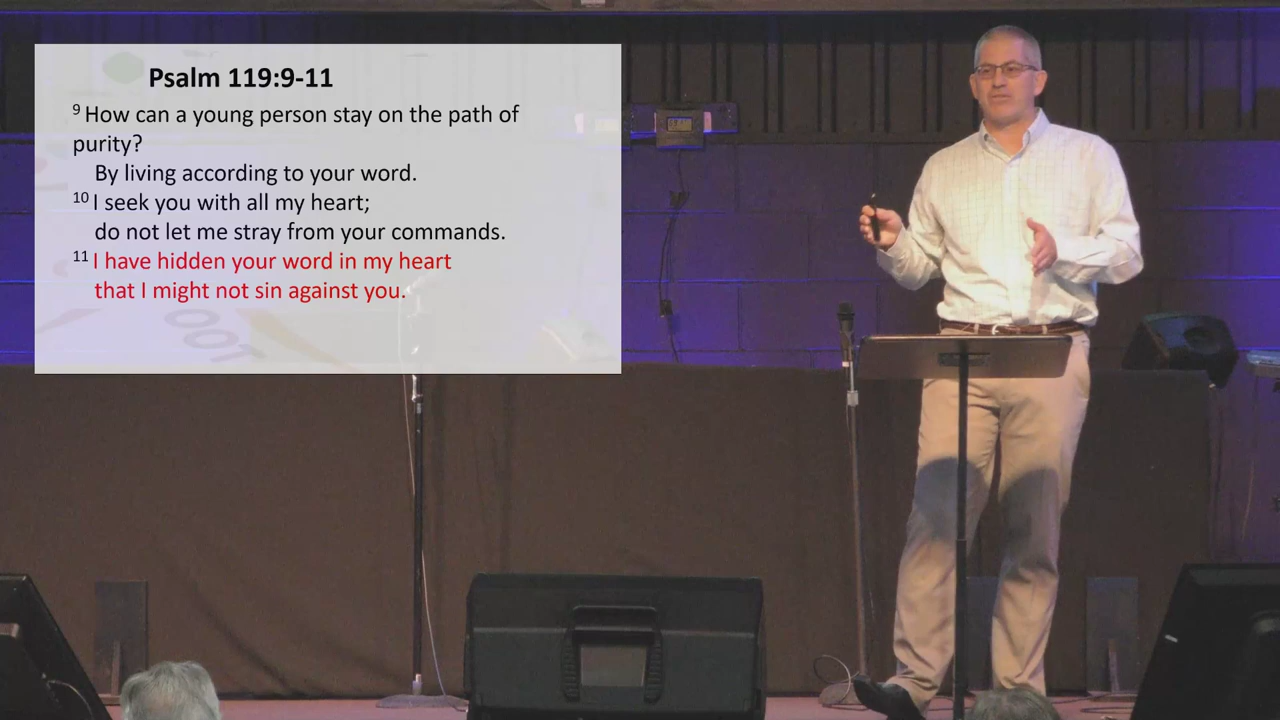 Psalm 119:9-11
9 How can a young person stay on the path of
purity?
By living according to your word.
10 I seek you with all my heart;
do not let me stray from your commands.
11 I have hidden your word in my heart
that I might not sin against you.
OOT